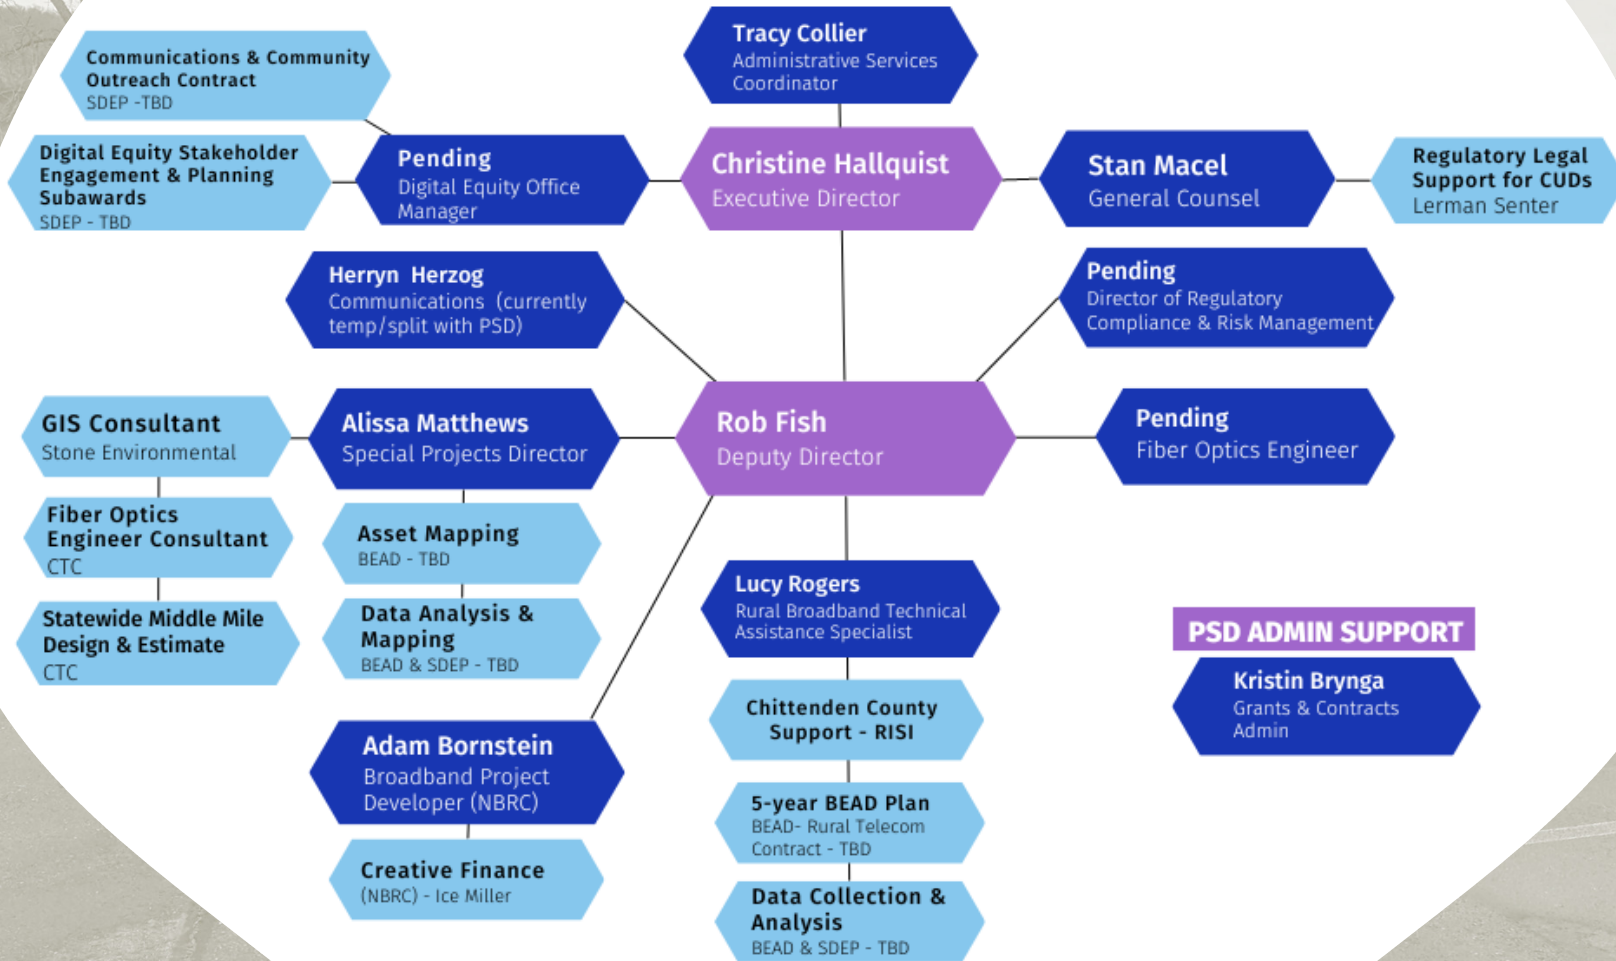 Tracy Collier
Administrative Services
Coordinator
Communications & Community
Outreach Contract
SDEP -TBD
Digital Equity Stakeholder
Engagement & Planning
Subawards
SDEP - TBD
Pending
Digital Equity Office
Manager
Christine Hallquist
Executive Director
Stan Macel
General Counsel
Regulatory Legal
Support for CUDs
Lerman Senter
Herryn Herzog
Communications (currently
temp/split with PSD)
Pending
Director of Regulatory
Compliance & Risk Management
GIS Consultant
Stone Environmental
Alissa Matthews
Special Projects Director
Rob Fish
Deputy Director
Pending
Fiber Optics Engineer
Fiber Optics
Engineer Consultant
CTC
Statewide Middle Mile
Design & Estimate
CTC
Asset Mapping
BEAD - TBD
Data Analysis &
Mapping
BEAD & SDEP - TBD
Lucy Rogers
Rural Broadband Technical
Assistance Specialist
Chittenden County
Support - RISI
5-year BEAD Plan
BEAD- Rural Telecom
Contract - TBD
Data Collection &
Analysis
BEAD & SDEP - TBD
Adam Bornstein
Broadband Project
Developer (NBRC)
Creative Finance
(NBRC) - Ice Miller
PSD ADMIN SUPPORT
Kristin Brynga
Grants & Contracts
Admin